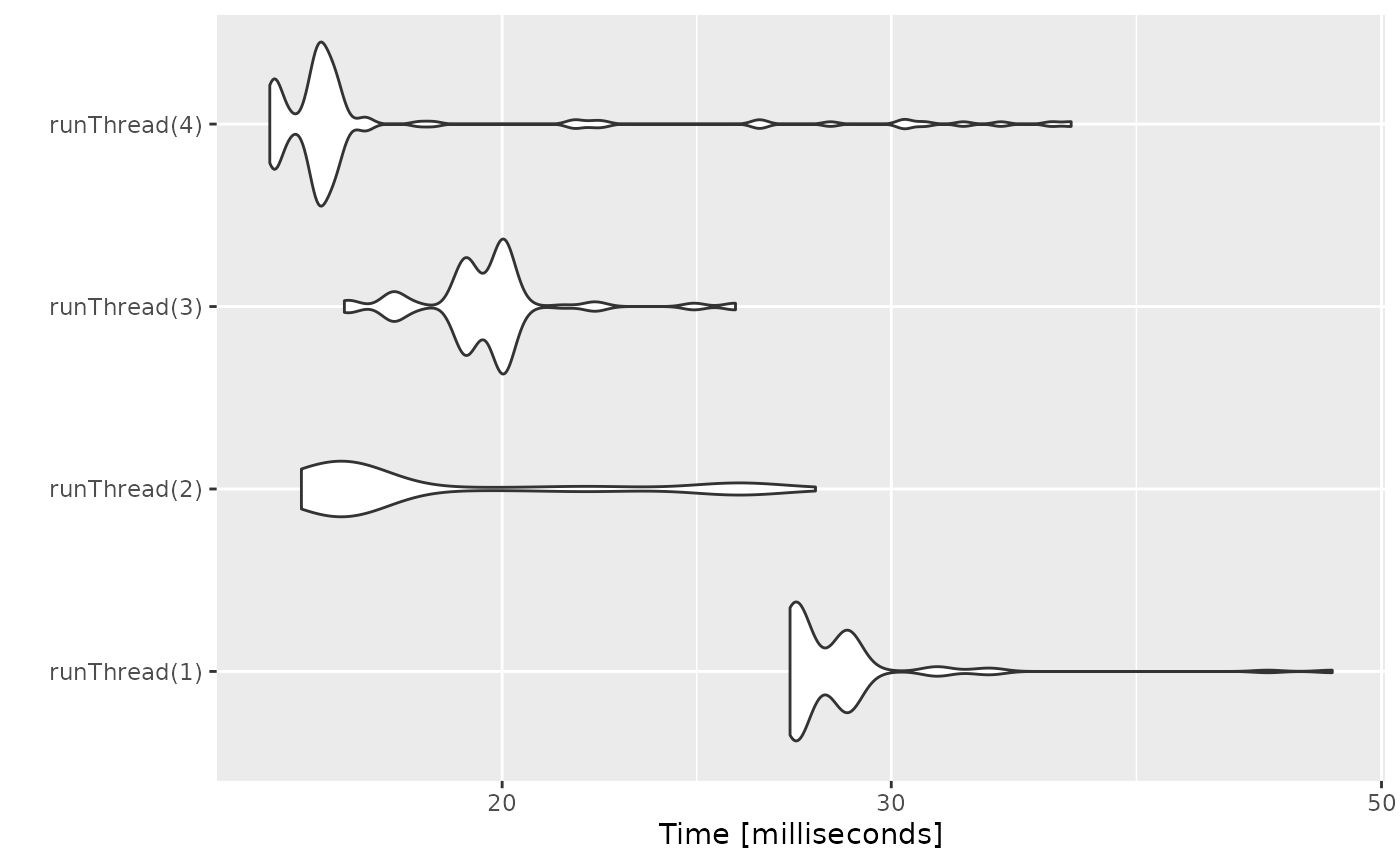 runThread(4)
runThread(3)
runThread(2)
runThread(1)
20 30 50
Time [milliseconds]